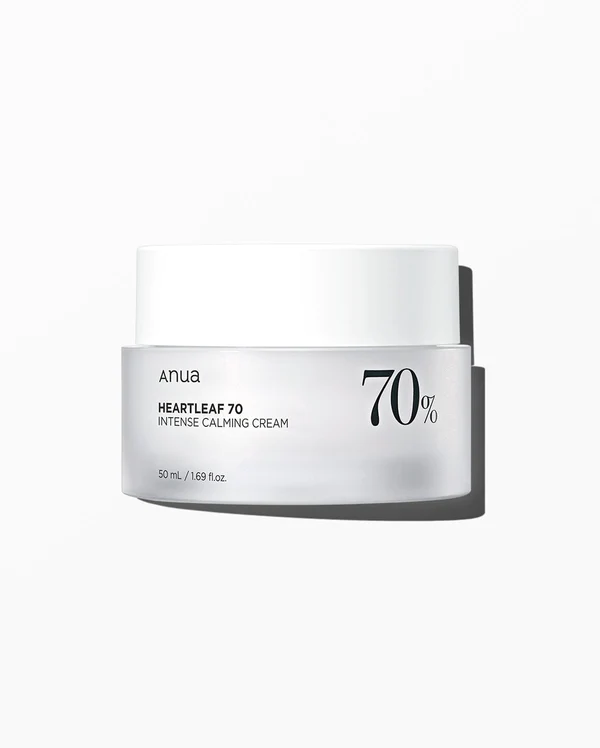 Anua
HEARTLEAF 70
INTENSE CALMING CREAM
50 mL / 1.69 fl.oz.
70%